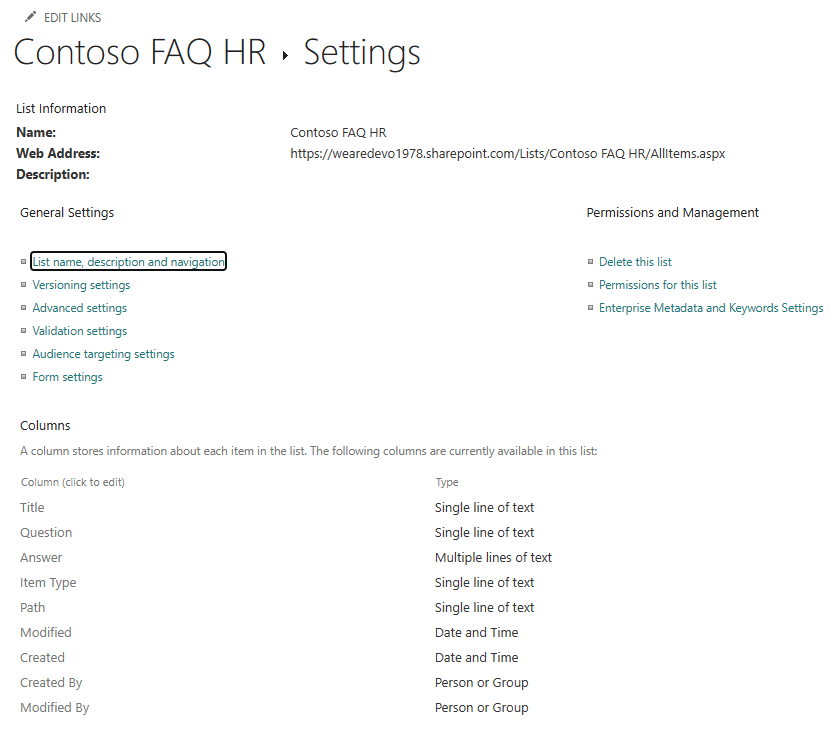 EDIT LINKS
Contoso FAQ HR ▸ Settings
List Information
Name: Contoso FAQ HR
Web Address: https://wearedevo1978.sharepoint.com/Lists/Contoso FAQ HR/AllItems.aspx
Description:
General Settings
Permissions and Management
List name, description and navigation
Delete this list
Versioning settings
Permissions for this list
Advanced settings
Enterprise Metadata and Keywords Settings
Validation settings
Audience targeting settings
Form settings
Columns
A column stores information about each item in the list. The following columns are currently available in this list:
Column (click to edit) Type
Title Single line of text
Question Single line of text
Answer Multiple lines of text
Item Type Single line of text
Path Single line of text
Modified Date and Time
Created Date and Time
Created By Person or Group
Modified By Person or Group